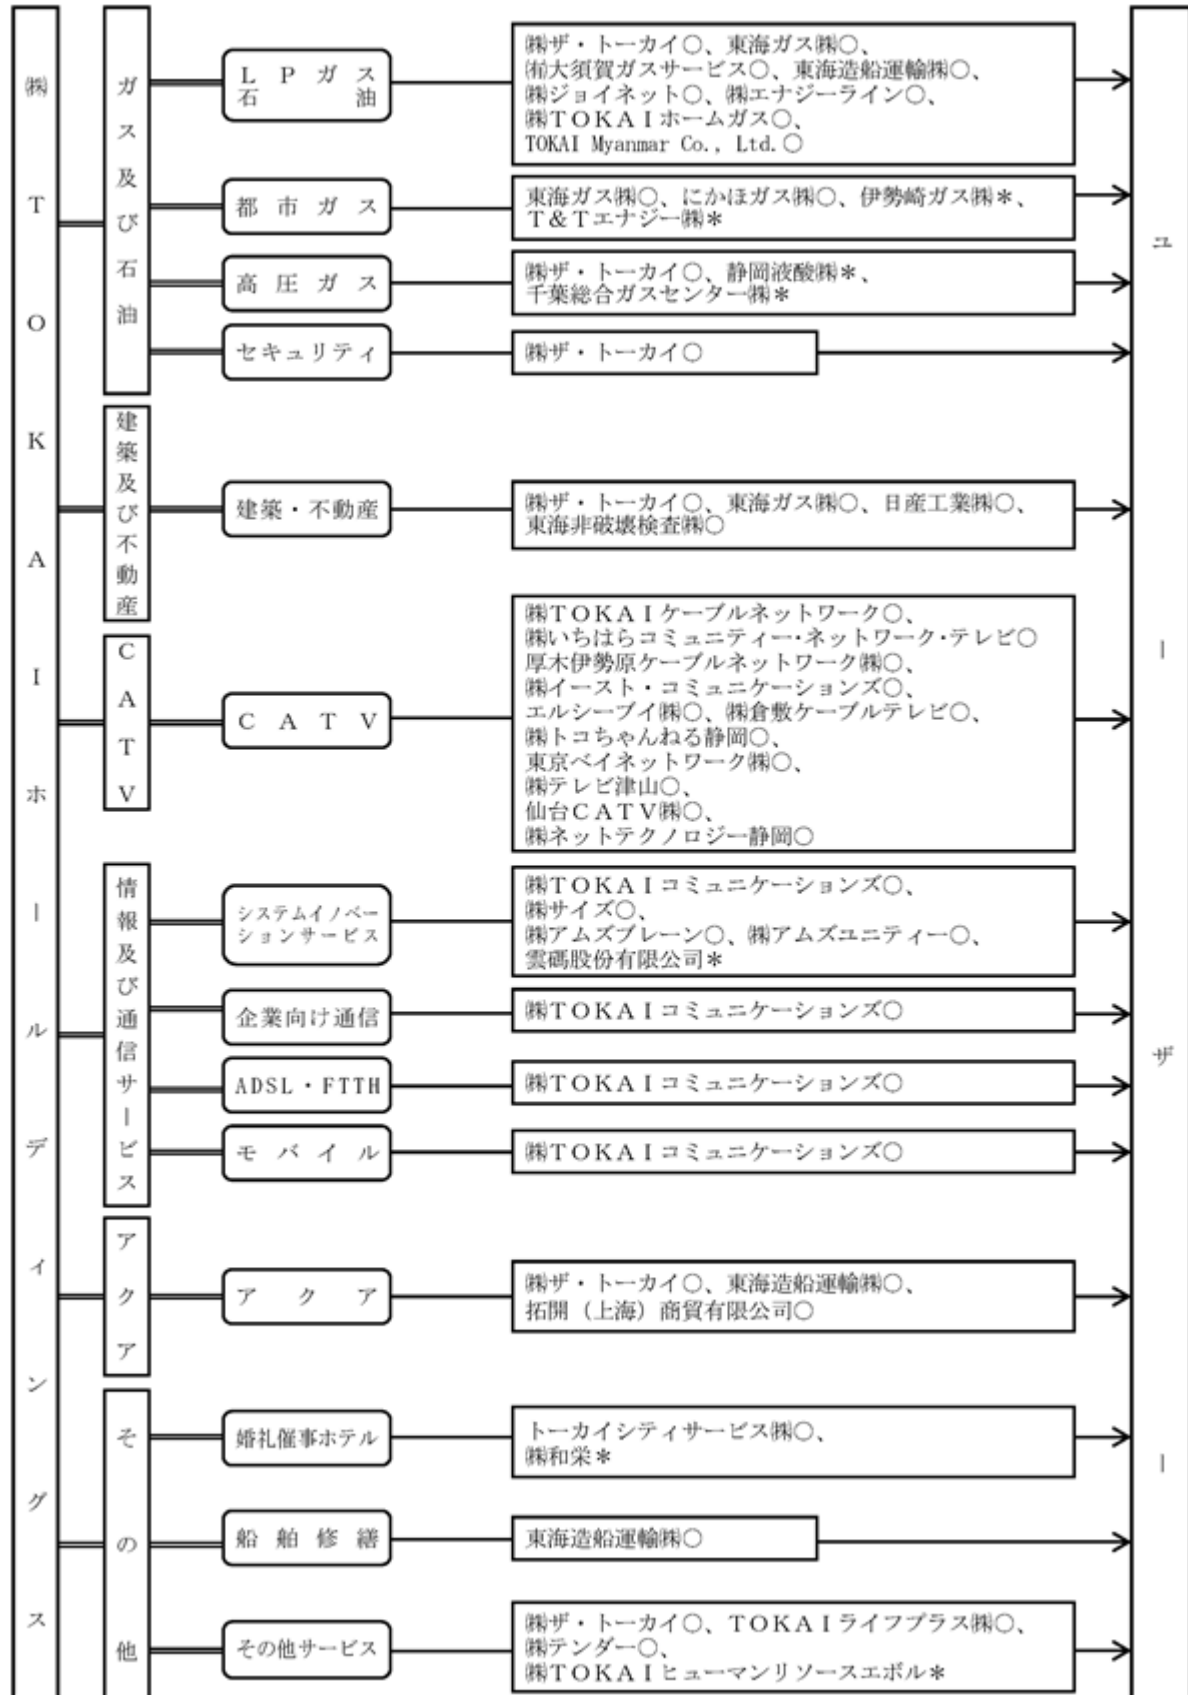 ㈱TOKAIホールディングス
ガス及び石油
LPガス
石油
㈱ザ・トーカイ○、東海ガス㈱○、
㈲大須賀ガスサービス○、東海造船運輸㈱○、
㈱ジョイネット○、㈱エナジーライン○、
㈱TOKAIホームガス○、
TOKAI Myanmar Co., Ltd.○
都市ガス
東海ガス㈱○、にかほガス㈱○、伊勢崎ガス㈱＊、
T＆Tエナジー㈱＊
高圧ガス
㈱ザ・トーカイ○、静岡液酸㈱＊、
千葉総合ガスセンター㈱＊
セキュリティ
㈱ザ・トーカイ○
建築及び不動産
建築・不動産
㈱ザ・トーカイ○、東海ガス㈱○、日産工業㈱○、
東海非破壊検査㈱○
CATV
CATV
㈱TOKAIケーブルネットワーク○、
㈱いちはらコミュニティー・ネットワーク・テレビ○
厚木伊勢原ケーブルネットワーク㈱○、
㈱イースト・コミュニケーションズ○、
エルシーブイ㈱○、㈱倉敷ケーブルテレビ○、
㈱トコちゃんねる静岡○、
東京ベイネットワーク㈱○、
㈱テレビ津山○、
仙台CATV㈱○、
㈱ネットテクノロジー静岡○
情報及び通信サービス
システムイノベー
ションサービス
㈱TOKAIコミュニケーションズ○、
㈱サイズ○、
㈱アムズブレーン○、㈱アムズユニティー○、
雲碼股份有限公司＊
企業向け通信
㈱TOKAIコミュニケーションズ○
ADSL・FTTH
㈱TOKAIコミュニケーションズ○
モバイル
㈱TOKAIコミュニケーションズ○
アクア
アクア
㈱ザ・トーカイ○、東海造船運輸㈱○、
拓開（上海）商貿有限公司○
その他
婚礼催事ホテル
トーカイシティサービス㈱○、
㈱和栄＊
船舶修繕
東海造船運輸㈱○
その他サービス
㈱ザ・トーカイ○、TOKAIライフプラス㈱○、
㈱テンダー○、
㈱TOKAIヒューマンリソースエボル＊
ユーザー